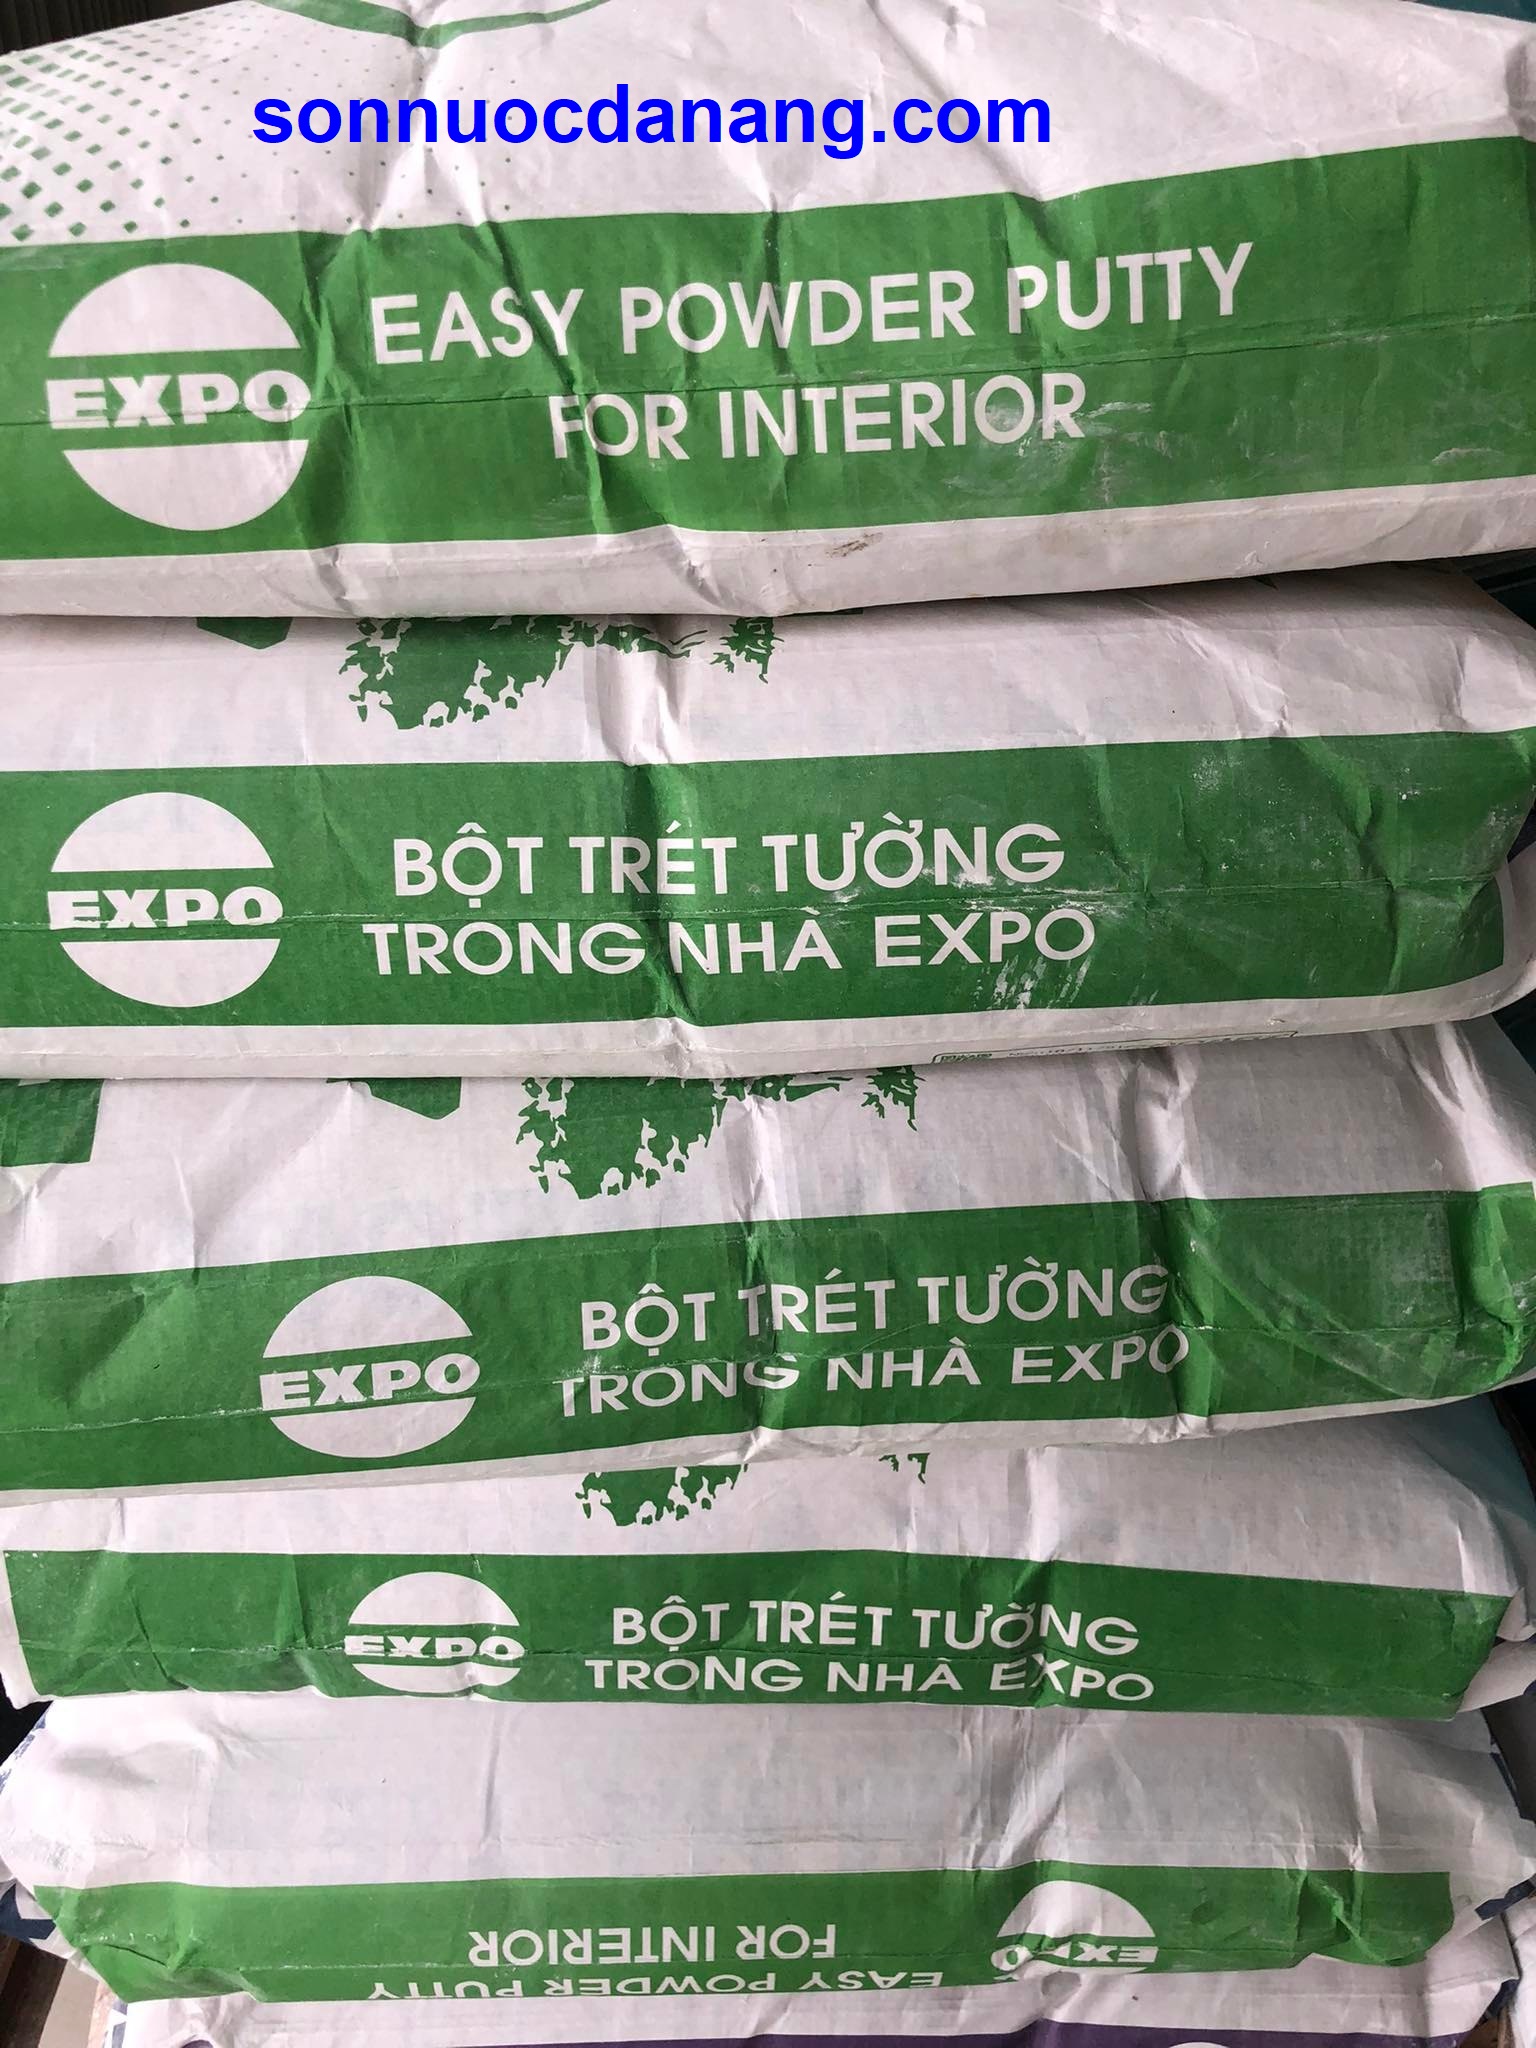 sonnuocdanang.com
EXPO
EASY POWDER PUTTY
FOR INTERIOR
EXPO
BỘT TRÉT TƯỜNG
TRONG NHÀ EXPO
EXPO
BỘT TRÉT TƯỜNG
TRONG NHÀ EXPO
EXPO
BỘT TRÉT TƯỜNG
TRONG NHÀ EXPO
EXPO
EASY POWDER PUTTY
FOR INTERIOR